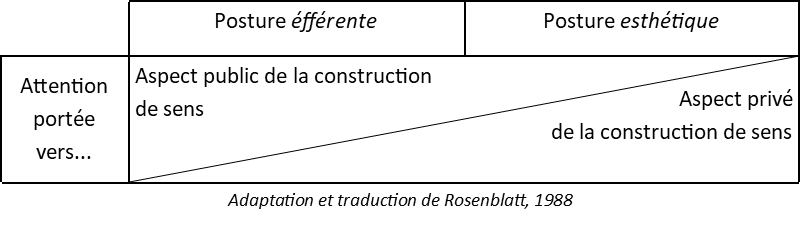 Posture éfférente
Posture esthétique
Attention
portée
vers...
Aspect public de la construction
de sens
Aspect privé
de la construction de sens
Adaptation et traduction de Rosenblatt, 1988